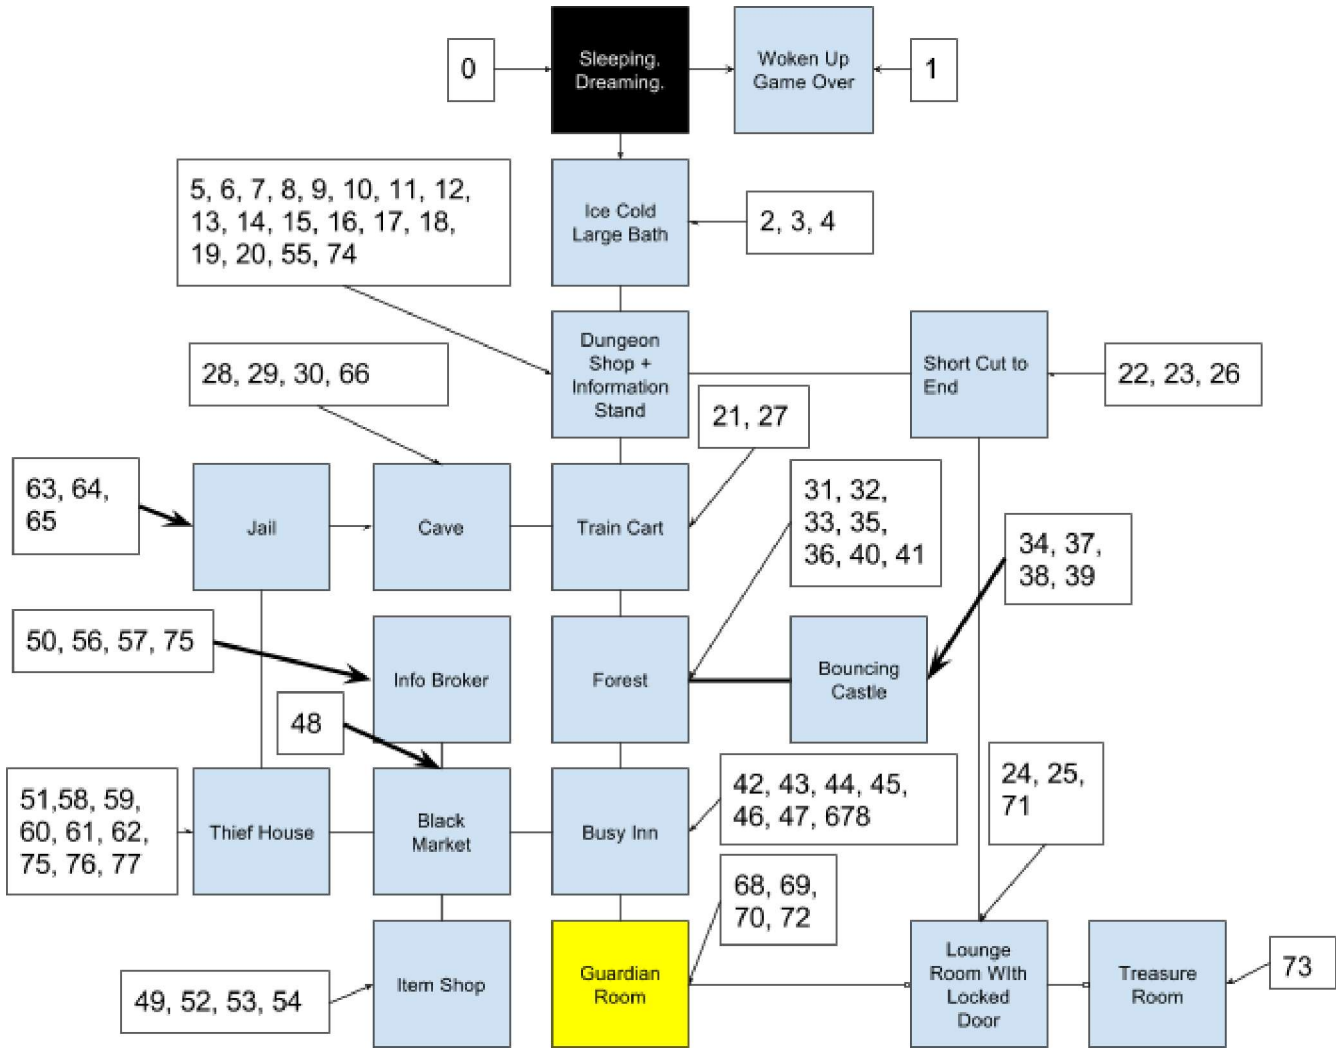 0
Sleeping.
Dreaming.
Woken Up
Game Over
1
5, 6, 7, 8, 9, 10, 11, 12,
13, 14, 15, 16, 17, 18,
19, 20, 55, 74
Ice Cold
Large Bath
2, 3, 4
Dungeon
Shop +
Information
Stand
Short Cut to
End
22, 23, 26
28, 29, 30, 66
21, 27
63, 64,
65
Jail
Cave
Train Cart
31, 32,
33, 35,
36, 40, 41
34, 37,
38, 39
50, 56, 57, 75
Info Broker
Forest
Bouncing
Castle
48
51,58, 59,
60, 61, 62,
75, 76, 77
Thief House
Black
Market
Busy Inn
42, 43, 44, 45,
46, 47, 678
24, 25,
71
68, 69,
70, 72
49, 52, 53, 54
Item Shop
Guardian
Room
Lounge
Room WIth
Locked
Door
Treasure
Room
73